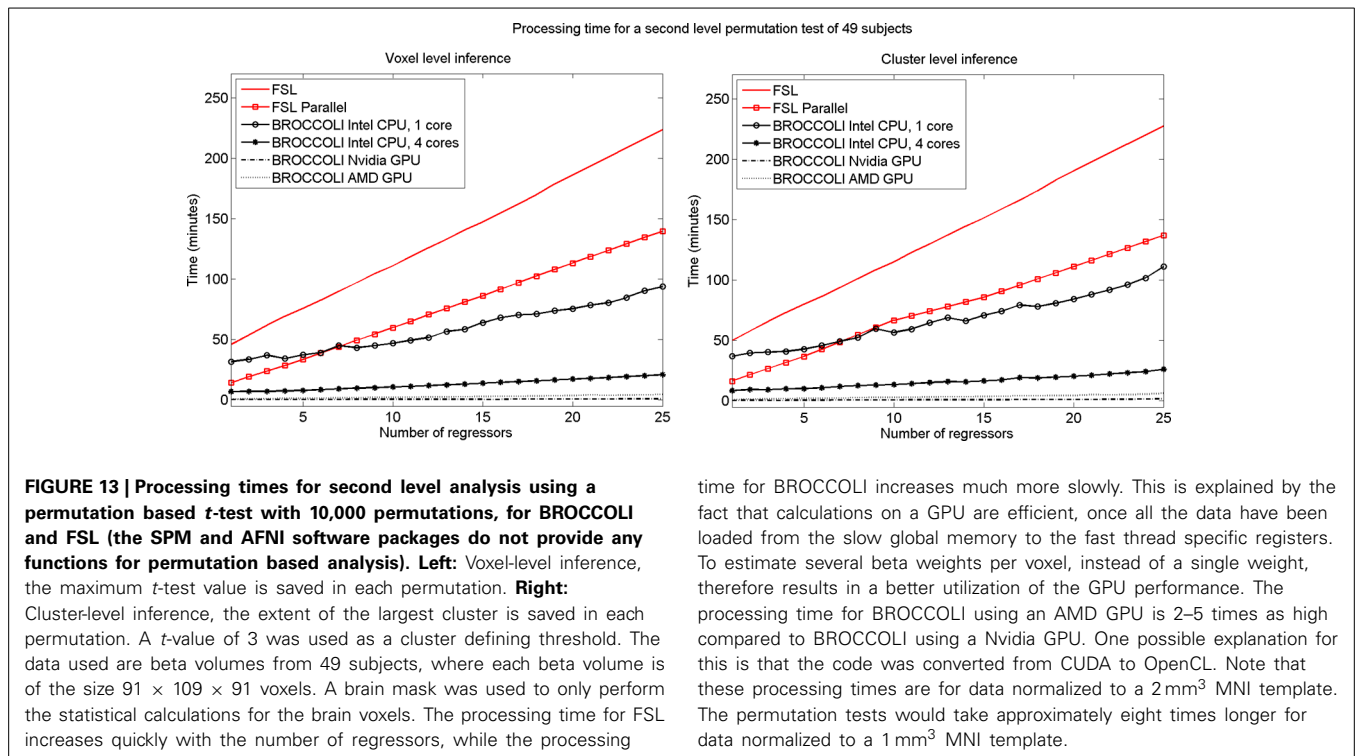 Processing time for a second level permutation test of 49 subjects
Voxel level inference
250
200
150
100
50
0
Time (minutes)
FSL
FSL Parallel
BROCCOLI Intel CPU, 1 core
BROCCOLI Intel CPU, 4 cores
BROCCOLI Nvidia GPU
BROCCOLI AMD GPU
5 10 15 20 25
Number of regressors
Cluster level inference
250
200
150
100
50
0
Time (minutes)
FSL
FSL Parallel
BROCCOLI Intel CPU, 1 core
BROCCOLI Intel CPU, 4 cores
BROCCOLI Nvidia GPU
BROCCOLI AMD GPU
5 10 15 20 25
Number of regressors
FIGURE 13 | Processing times for second level analysis using a
permutation based t-test with 10,000 permutations, for BROCCOLI
and FSL (the SPM and AFNI software packages do not provide any
functions for permutation based analysis). Left: Voxel-level inference,
the maximum t-test value is saved in each permutation. Right:
Cluster-level inference, the extent of the largest cluster is saved in each
permutation. A t-value of 3 was used as a cluster defining threshold. The
data used are beta volumes from 49 subjects, where each beta volume is
of the size 91 × 109 × 91 voxels. A brain mask was used to only perform
the statistical calculations for the brain voxels. The processing time for FSL
increases quickly with the number of regressors, while the processing
time for BROCCOLI increases much more slowly. This is explained by the
fact that calculations on a GPU are efficient, once all the data have been
loaded from the slow global memory to the fast thread specific registers.
To estimate several beta weights per voxel, instead of a single weight,
therefore results in a better utilization of the GPU performance. The
processing time for BROCCOLI using an AMD GPU is 2–5 times as high
compared to BROCCOLI using a Nvidia GPU. One possible explanation for
this is that the code was converted from CUDA to OpenCL. Note that
these processing times are for data normalized to a 2 mm³ MNI template.
The permutation tests would take approximately eight times longer for
data normalized to a 1 mm³ MNI template.